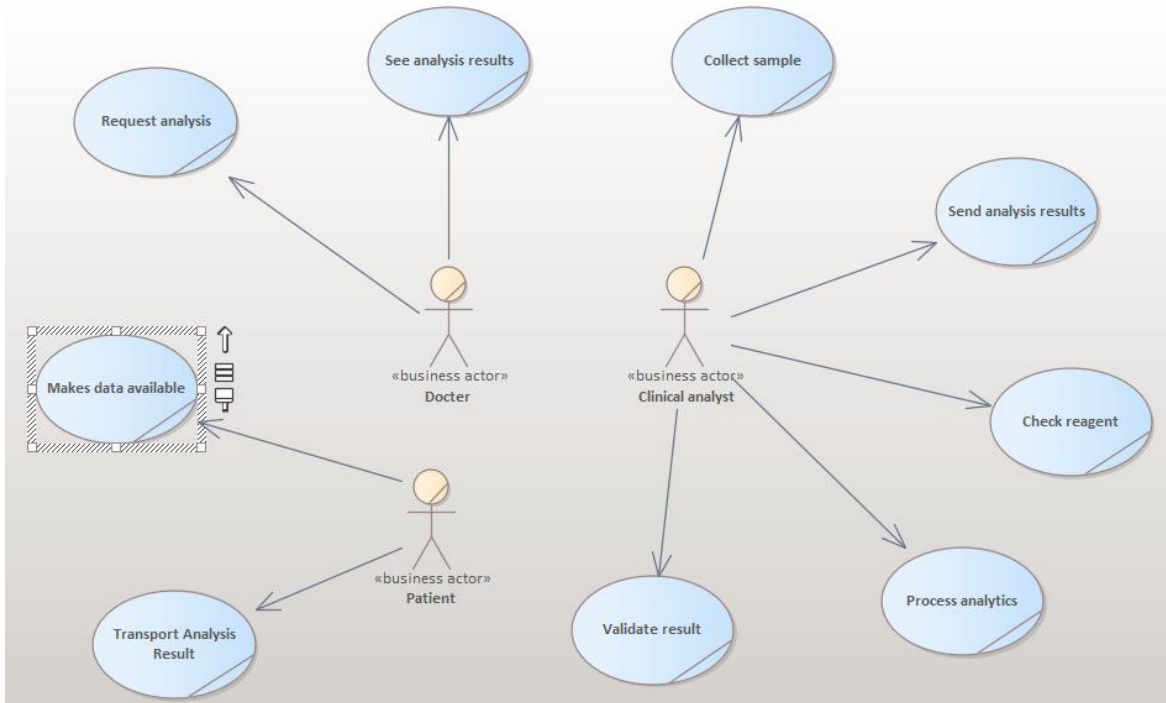 See analysis results
Collect sample
Request analysis
Send analysis results
«business actor»
Docter
«business actor»
Clinical analyst
Makes data available
Check reagent
«business actor»
Patient
Process analytics
Validate result
Transport Analysis
Result